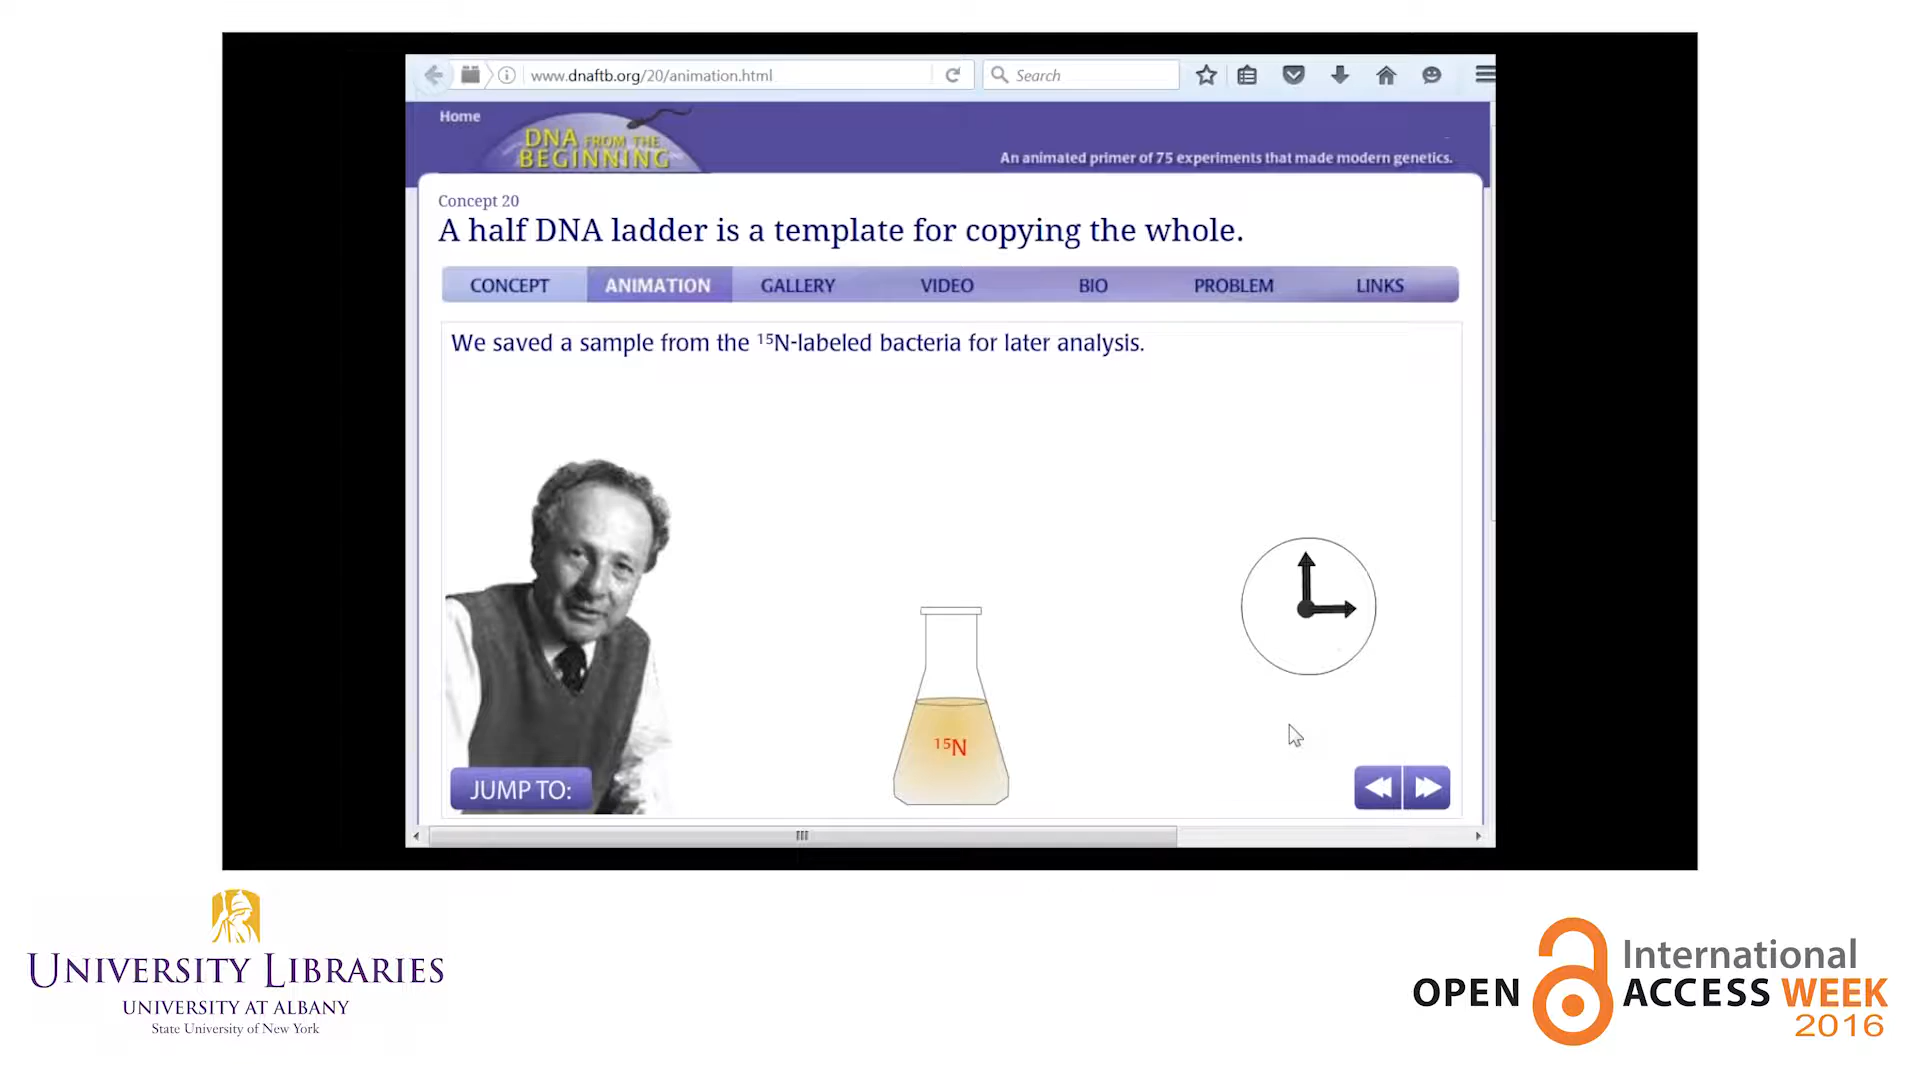 www.dnaftb.org/20/animation.html
Search
Home
DNA FROM THE
BEGINNING
An animated primer of 75 experiments that made modern genetics.
Concept 20
A half DNA ladder is a template for copying the whole.
CONCEPT ANIMATION GALLERY VIDEO BIO PROBLEM LINKS
We saved a sample from the ¹⁵N-labeled bacteria for later analysis.
¹⁵N
JUMP TO:
UNIVERSITY LIBRARIES
UNIVERSITY AT ALBANY
State University of New York
International
OPEN ACCESS WEEK
2016